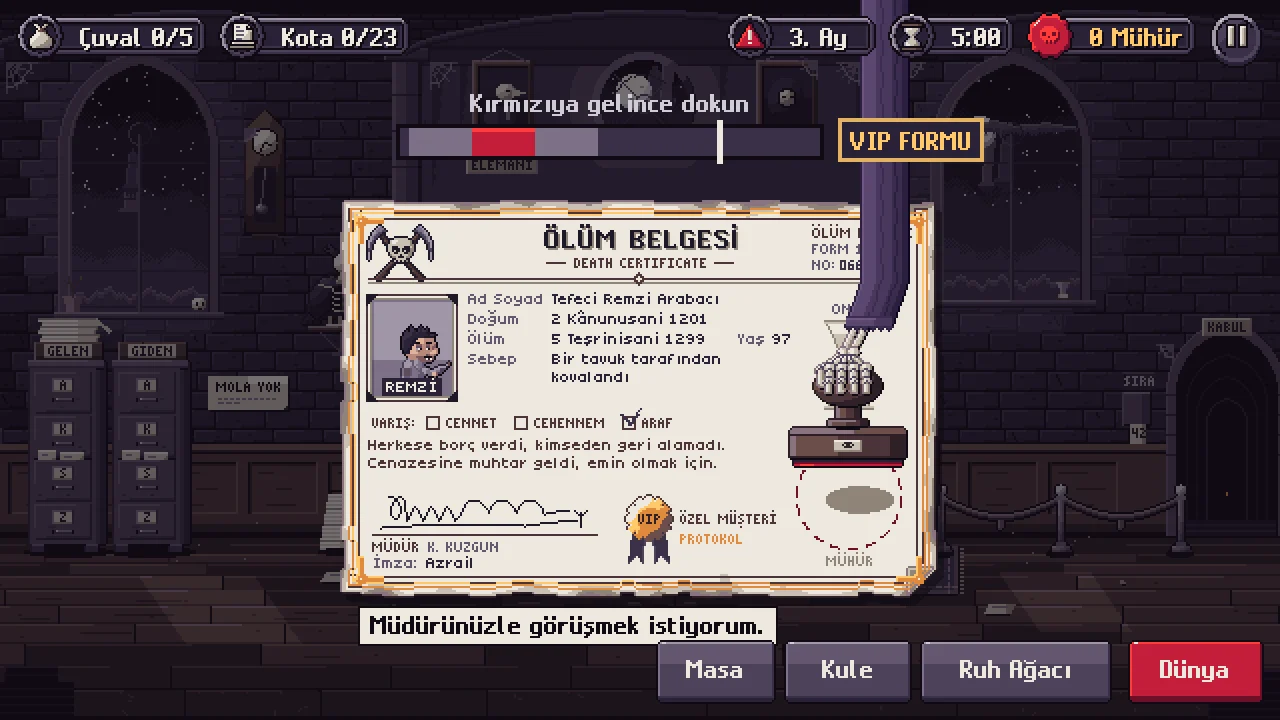 Çuval 0/5
Kota 0/23
3. Ay
5:00
0 Mühür
Kırmızıya gelince dokun
VIP FORMU
ELEMANI
ÖLÜM BELGESİ
DEATH CERTIFICATE
ÖLÜM
FORM
NO: 066
Ad Soyad Tefeci Remzi Arabacı
Doğum 2 Kânunusani 1201
Ölüm 5 Teşrinisani 1299 Yaş 97
Sebep Bir tavuk tarafından
kovalandı
REMZİ
VARIŞ: CENNET CEHENNEM ARAF
Herkese borç verdi, kimseden geri alamadı.
Cenazesine muhtar geldi, emin olmak için.
VIP ÖZEL MÜŞTERİ
PROTOKOL
MÜDÜR K. KUZGUN
İmza: Azrail
MÜHÜR
GELEN
GİDEN
A
K
S
Z
A
K
S
Z
MOLA YOK
KABUL
SIRA
42
Müdürünüzle görüşmek istiyorum.
Masa
Kule
Ruh Ağacı
Dünya